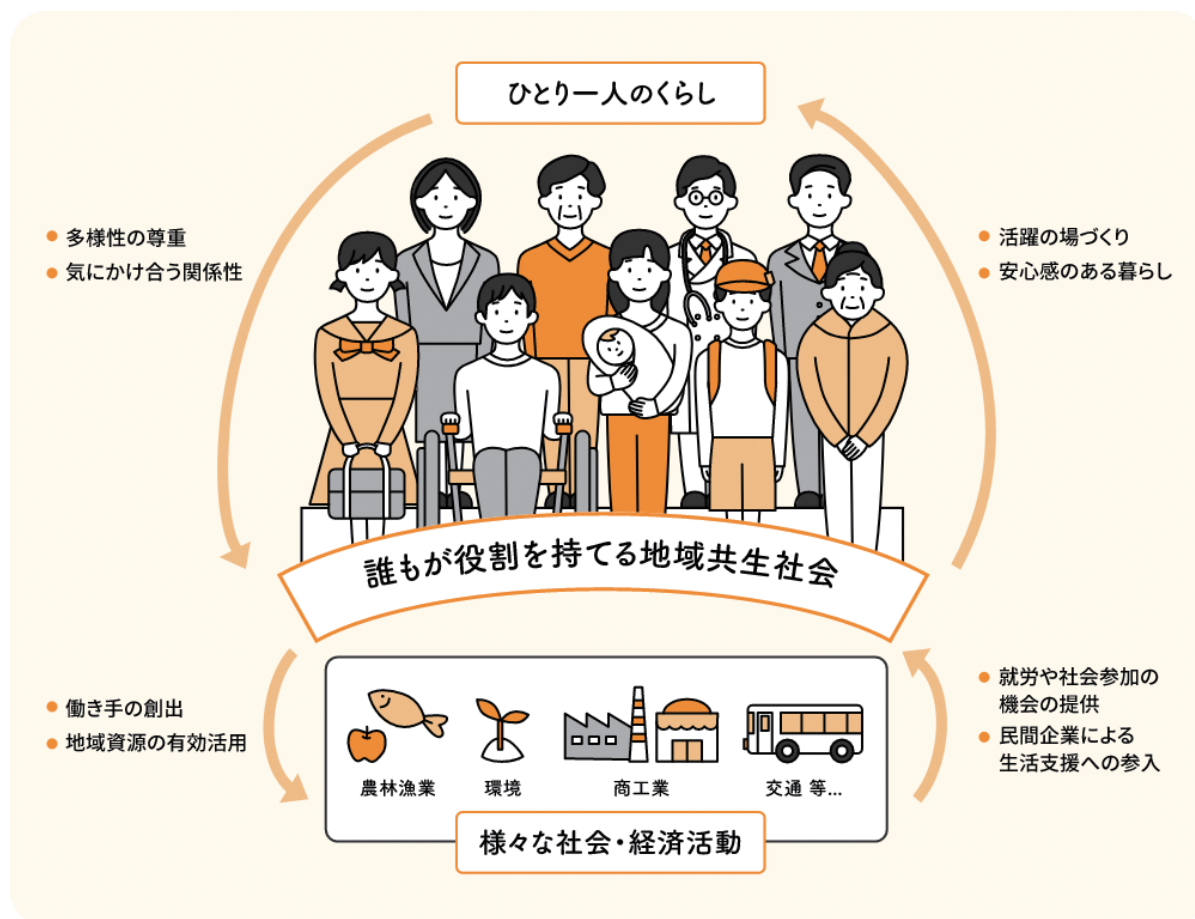 ひとり一人のくらし
● 多様性の尊重
● 気にかけ合う関係性
● 活躍の場づくり
● 安心感のある暮らし
誰もが役割を持てる地域共生社会
● 働き手の創出
● 地域資源の有効活用
● 就労や社会参加の
機会の提供
● 民間企業による
生活支援への参入
農林漁業
環境
商工業
交通 等...
様々な社会・経済活動